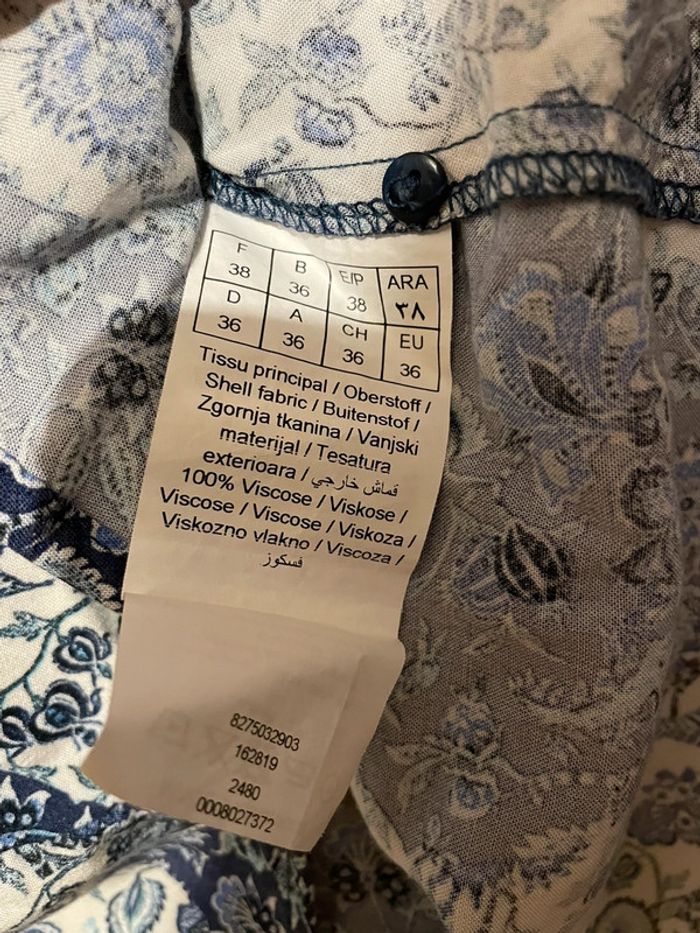 F B E/P ARA
38 36 38 ٣٨
D A CH EU
36 36 36 36
Tissu principal / Oberstoff /
Shell fabric / Buitenstof /
Zgornja tkanina / Vanjski
materijal / Tesatura
exterioara / قماش خارجي
100% Viscose / Viskose /
Viscose / Viscose / Viskoza /
Viskozno vlakno / Viscoza /
فسكوز
8275032903
162819
2480
0008027372